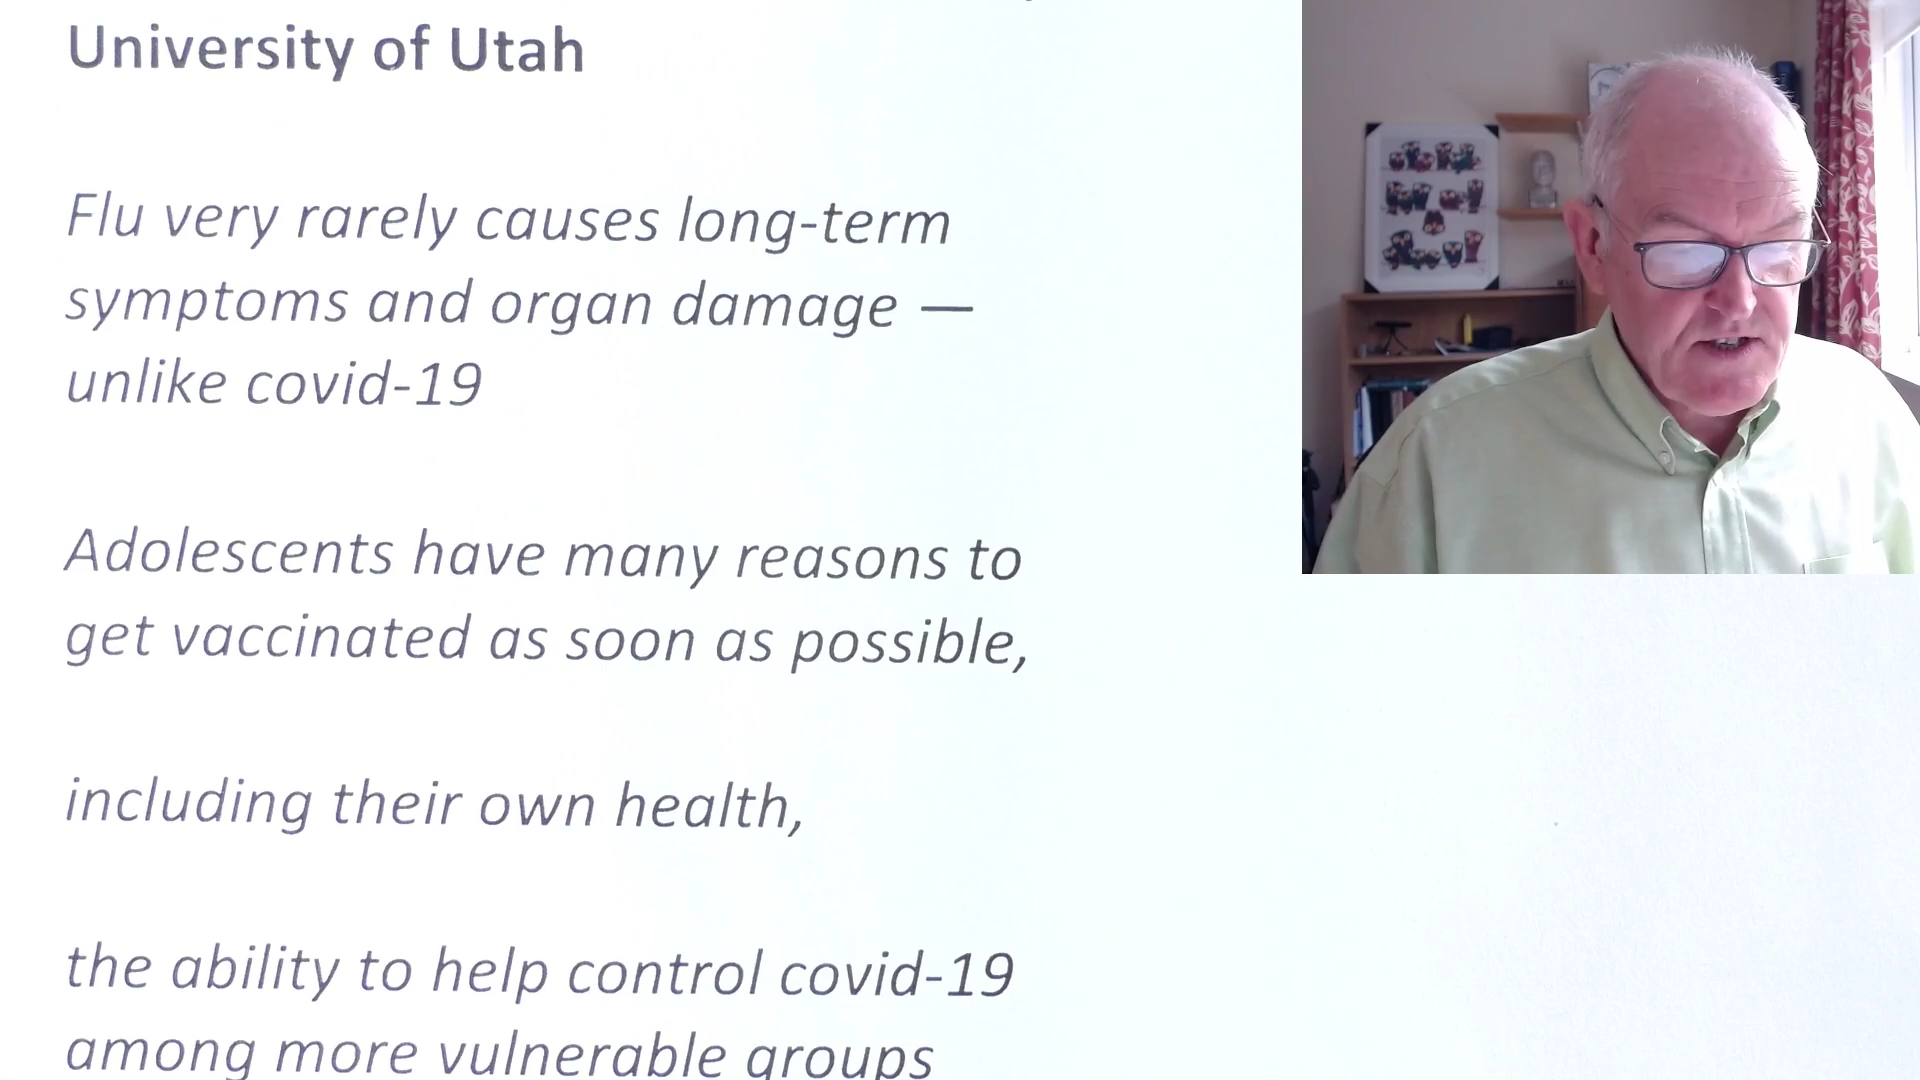 University of Utah
Flu very rarely causes long-term
symptoms and organ damage —
unlike covid-19
Adolescents have many reasons to
get vaccinated as soon as possible,
including their own health,
the ability to help control covid-19
among more vulnerable groups